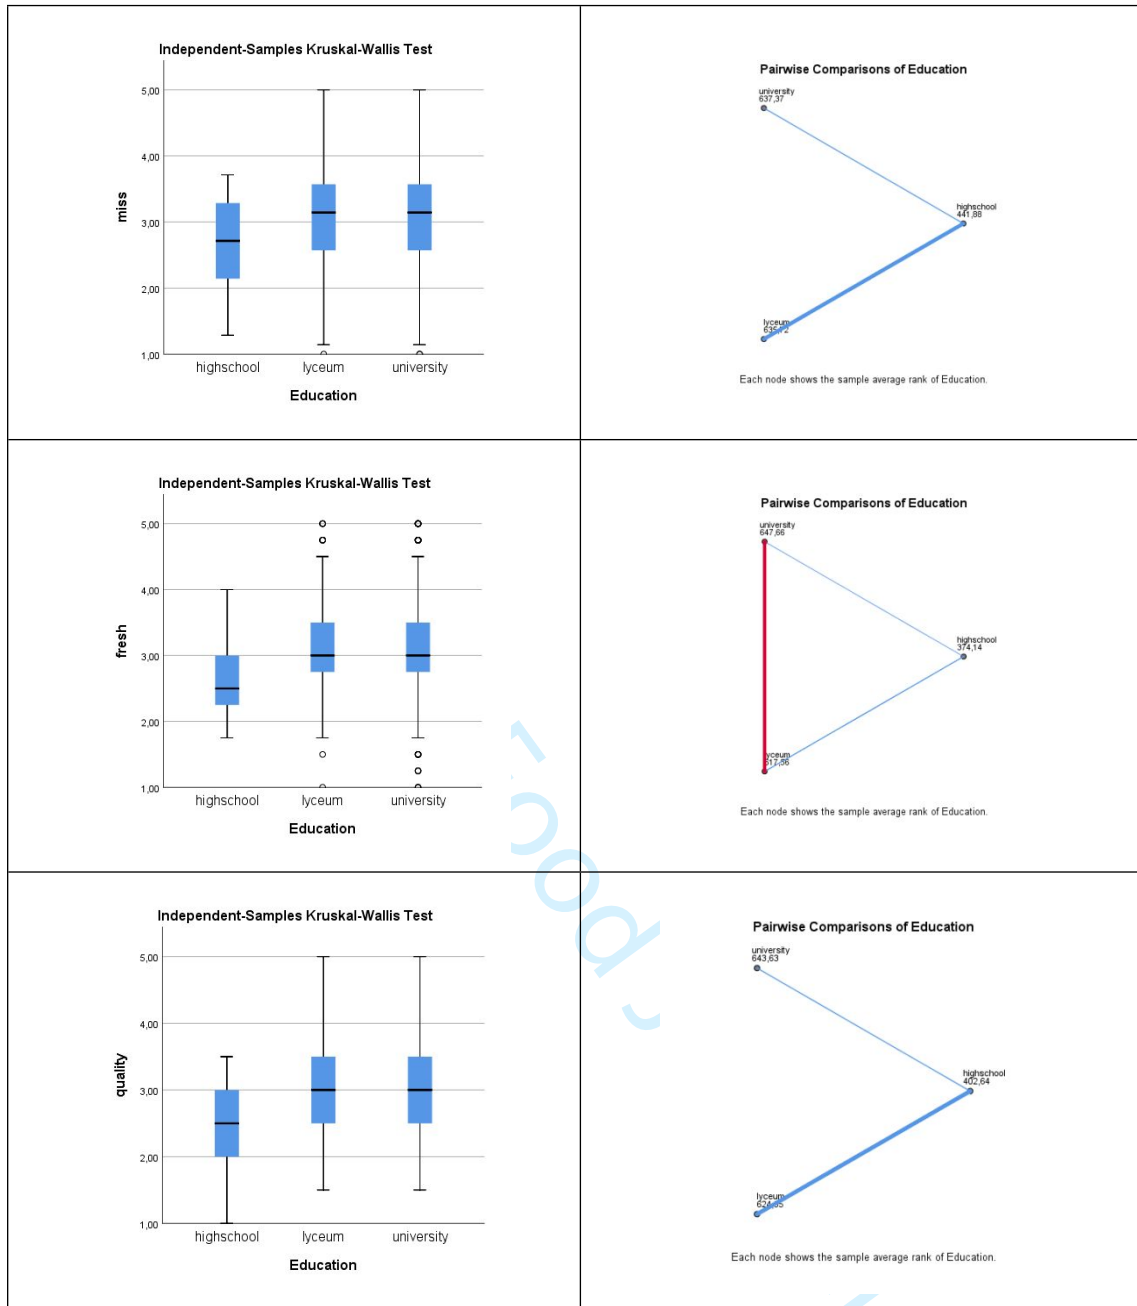 Independent-Samples Kruskal-Wallis Test
5,00
4,00
3,00
2,00
1,00
miss
highschool
lyceum
university
Education
Pairwise Comparisons of Education
university
637,37
highschool
441,88
lyceum
Each node shows the sample average rank of Education.
Independent-Samples Kruskal-Wallis Test
5,00
4,00
3,00
2,00
1,00
fresh
highschool
lyceum
university
Education
Pairwise Comparisons of Education
university
647,66
highschool
374,14
lyceum
Each node shows the sample average rank of Education.
Independent-Samples Kruskal-Wallis Test
5,00
4,00
3,00
2,00
1,00
quality
highschool
lyceum
university
Education
Pairwise Comparisons of Education
university
643,63
highschool
402,64
lyceum
Each node shows the sample average rank of Education.